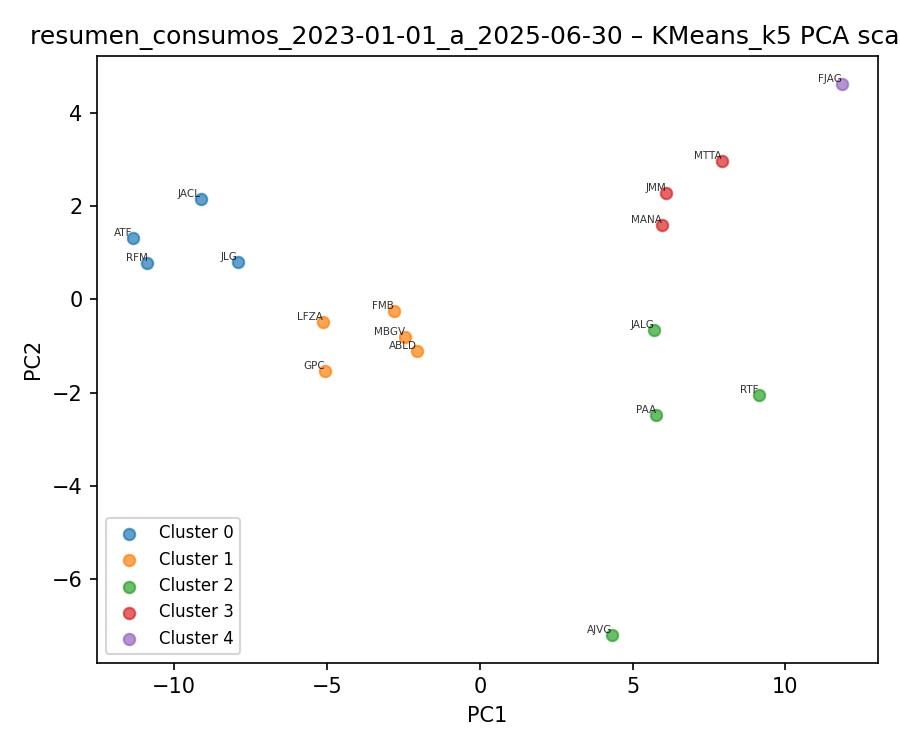 resumen_consumos_2023-01-01_a_2025-06-30 – KMeans_k5 PCA sca
FJAG
MTTA
JMM
JACL
MANA
ATF
RFM
JLG
FMB
LFZA
MBGV
JALG
ABLD
GPC
RTF
PAA
AJVG
4
2
0
−2
−4
−6
PC2
Cluster 0
Cluster 1
Cluster 2
Cluster 3
Cluster 4
−10
−5
0
5
10
PC1